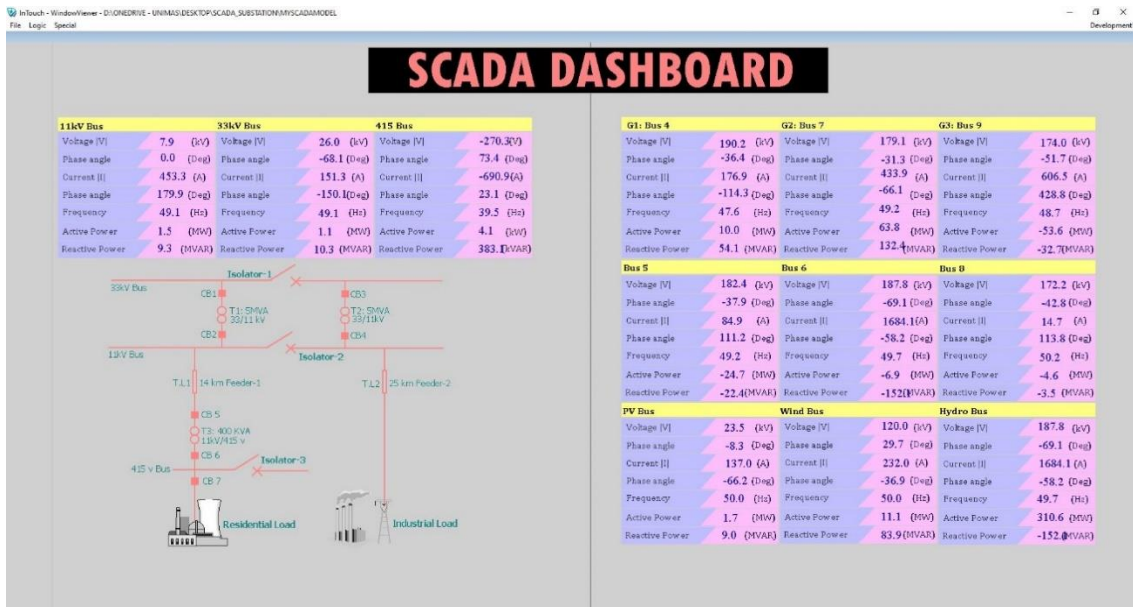 InTouch - WindowViewer - D:\ONEDRIVE - UNIMAS\DESKTOP\SCADA_SUBSTATION\MYSCADAMODEL
File Logic Special
Development
SCADA DASHBOARD
11kV Bus 33kV Bus 415 Bus
Voltage |V| 7.9 (kV) Voltage |V| 26.0 (kV) Voltage |V| -270.3(V)
Phase angle 0.0 (Deg) Phase angle -68.1 (Deg) Phase angle 73.4 (Deg)
Current |I| 453.3 (A) Current |I| 151.3 (A) Current |I| -690.9(A)
Phase angle 179.9 (Deg) Phase angle -150.1(Deg) Phase angle 23.1 (Deg)
Frequency 49.1 (Hz) Frequency 49.1 (Hz) Frequency 39.5 (Hz)
Active Power 1.5 (MW) Active Power 1.1 (MW) Active Power 4.1 (kW)
Reactive Power 9.3 (MVAR) Reactive Power 10.3 (MVAR) Reactive Power 383.1(kVAR)
Isolator-1
33kV Bus
CB1 CB3
T1: 5MVA T2: 5MVA
33/11 kV 33/11kV
CB2 CB4
11kV Bus
Isolator-2
T.L1 14 km Feeder-1 T.L2 25 km Feeder-2
CB 5
T3: 400 KVA
11kV/415 v
CB 6
Isolator-3
415 v Bus
CB 7
Residential Load Industrial Load
G1: Bus 4 G2: Bus 7 G3: Bus 9
Voltage |V| 190.2 (kV) Voltage |V| 179.1 (kV) Voltage |V| 174.0 (kV)
Phase angle -36.4 (Deg) Phase angle -31.3 (Deg) Phase angle -51.7 (Deg)
Current |I| 176.9 (A) Current |I| 433.9 (A) Current |I| 606.5 (A)
Phase angle -114.3 (Deg) Phase angle -66.1 (Deg) Phase angle 428.8 (Deg)
Frequency 47.6 (Hz) Frequency 49.2 (Hz) Frequency 48.7 (Hz)
Active Power 10.0 (MW) Active Power 63.8 (MW) Active Power -53.6 (MW)
Reactive Power 54.1 (MVAR) Reactive Power 132.4(MVAR) Reactive Power -32.7(MVAR)
Bus 5 Bus 6 Bus 8
Voltage |V| 182.4 (kV) Voltage |V| 187.8 (kV) Voltage |V| 172.2 (kV)
Phase angle -37.9 (Deg) Phase angle -69.1 (Deg) Phase angle -42.8 (Deg)
Current |I| 84.9 (A) Current |I| 1684.1(A) Current |I| 14.7 (A)
Phase angle 111.2 (Deg) Phase angle -58.2 (Deg) Phase angle 113.8 (Deg)
Frequency 49.2 (Hz) Frequency 49.7 (Hz) Frequency 50.2 (Hz)
Active Power -24.7 (MW) Active Power -6.9 (MW) Active Power -4.6 (MW)
Reactive Power -22.4(MVAR) Reactive Power (MVAR) Reactive Power -3.5 (MVAR)
PV Bus Wind Bus Hydro Bus
Voltage |V| 23.5 (kV) Voltage |V| 120.0 (kV) Voltage |V| 187.8 (kV)
Phase angle -8.3 (Deg) Phase angle 29.7 (Deg) Phase angle -69.1 (Deg)
Current |I| 137.0 (A) Current |I| 232.0 (A) Current |I| 1684.1 (A)
Phase angle -66.2 (Deg) Phase angle -36.9 (Deg) Phase angle -58.2 (Deg)
Frequency 50.0 (Hz) Frequency 50.0 (Hz) Frequency 49.7 (Hz)
Active Power 1.7 (MW) Active Power 11.1 (MW) Active Power 310.6 (MW)
Reactive Power 9.0 (MVAR) Reactive Power 83.9(MVAR) Reactive Power (MVAR)